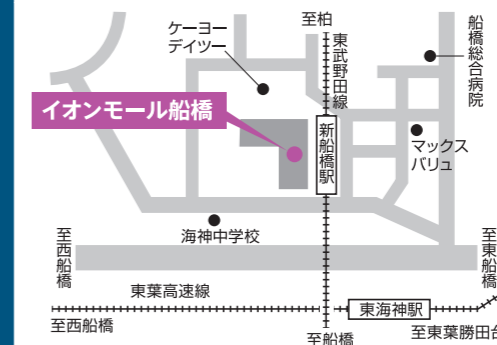 至柏
ケーヨー
デイツー
東武野田線
船橋総合病院
イオンモール船橋
新船橋駅
マックス
バリュ
海神中学校
至西船橋
至東船橋
東葉高速線
東海神駅
至西船橋
至船橋
至東葉勝田台